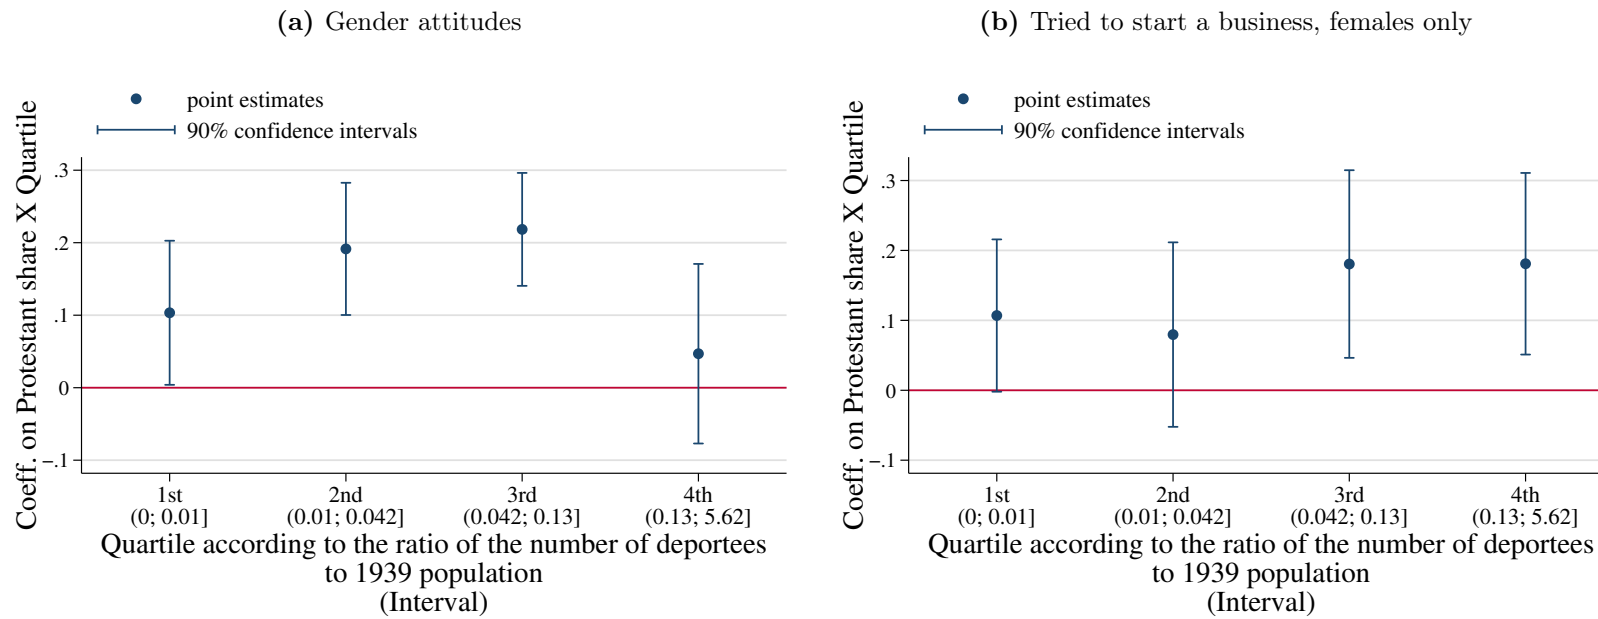 (a) Gender attitudes
point estimates
90% confidence intervals
Coeff. on Protestant share X Quartile
.3
.2
.1
0
−.1
1st 2nd 3rd 4th
(0; 0.01] (0.01; 0.042] (0.042; 0.13] (0.13; 5.62]
Quartile according to the ratio of the number of deportees
to 1939 population
(Interval)
(b) Tried to start a business, females only
point estimates
90% confidence intervals
Coeff. on Protestant share X Quartile
.3
.2
.1
0
−.1
1st 2nd 3rd 4th
(0; 0.01] (0.01; 0.042] (0.042; 0.13] (0.13; 5.62]
Quartile according to the ratio of the number of deportees
to 1939 population
(Interval)